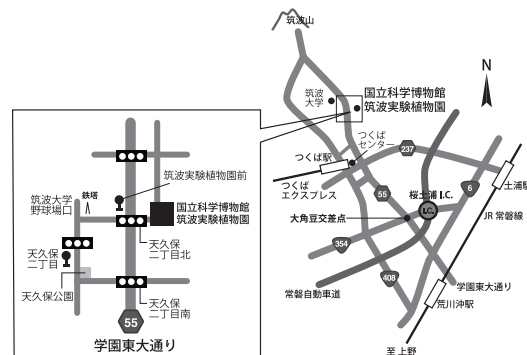 筑波山
N
筑波
大学
国立科学博物館
筑波実験植物園
つくば
センター
つくば駅
237
つくば
エクスプレス
55
桜土浦 I.C.
I.C.
6
土浦駅
大角豆交差点
JR 常磐線
354
408
常磐自動車道
学園東大通り
荒川沖駅
至 上野
筑波実験植物園前
筑波大学
野球場口
鉄塔
国立科学博物館
筑波実験植物園
天久保
二丁目
天久保
二丁目北
天久保公園
天久保
二丁目南
55
学園東大通り